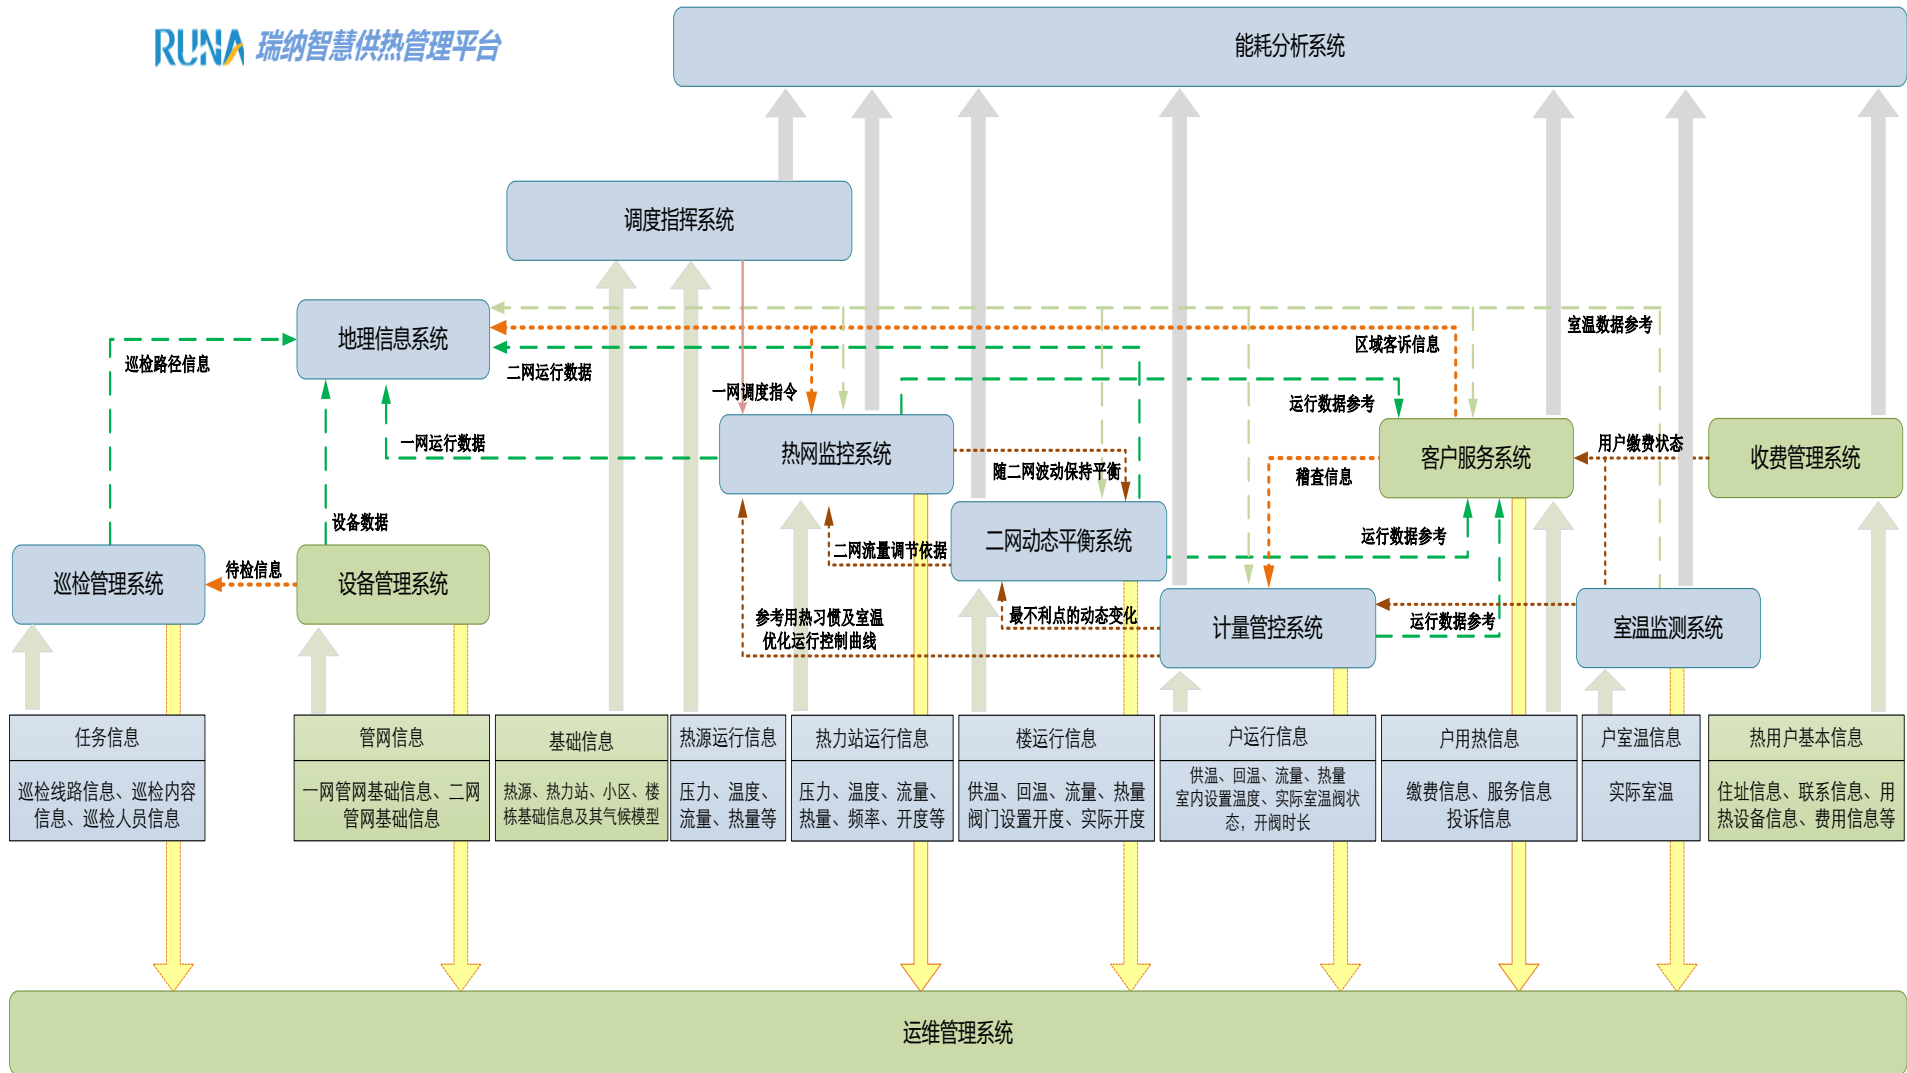 RUNA 瑞纳智慧供热管理平台
能耗分析系统
调度指挥系统
地理信息系统
室温数据参考
区域客诉信息
巡检路径信息
二网运行数据
一网调度指令
运行数据参考
一网运行数据
热网监控系统
随二网波动保持平衡
稽查信息
客户服务系统
用户缴费状态
收费管理系统
设备数据
二网流量调节依据
二网动态平衡系统
运行数据参考
巡检管理系统
待检信息
设备管理系统
参考用热习惯及室温
优化运行控制曲线
最不利点的动态变化
计量管控系统
运行数据参考
室温监测系统
任务信息
巡检线路信息、巡检内容
信息、巡检人员信息
管网信息
一网管网基础信息、二网
管网基础信息
基础信息
热源、热力站、小区、楼
栋基础信息及其气候模型
热源运行信息
压力、温度、
流量、热量等
热力站运行信息
压力、温度、流量、
热量、频率、开度等
楼运行信息
供温、回温、流量、热量
阀门设置开度、实际开度
户运行信息
供温、回温、流量、热量
室内设置温度、实际室温阀状
态，开阀时长
户用热信息
缴费信息、服务信息
投诉信息
户室温信息
实际室温
热用户基本信息
住址信息、联系信息、用
热设备信息、费用信息等
运维管理系统